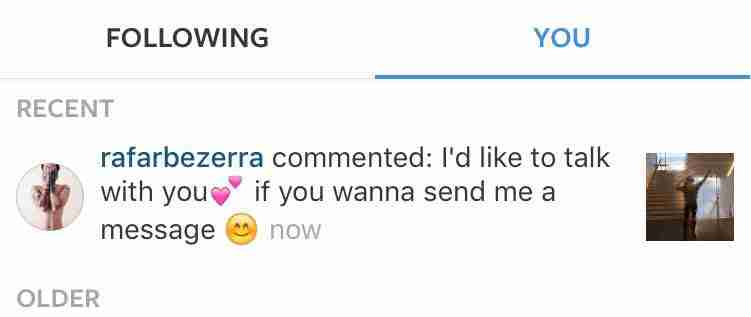 FOLLOWING YOU
RECENT
rafarbezerra commented: I'd like to talk
with you💕 if you wanna send me a
message 😊 now
OLDER